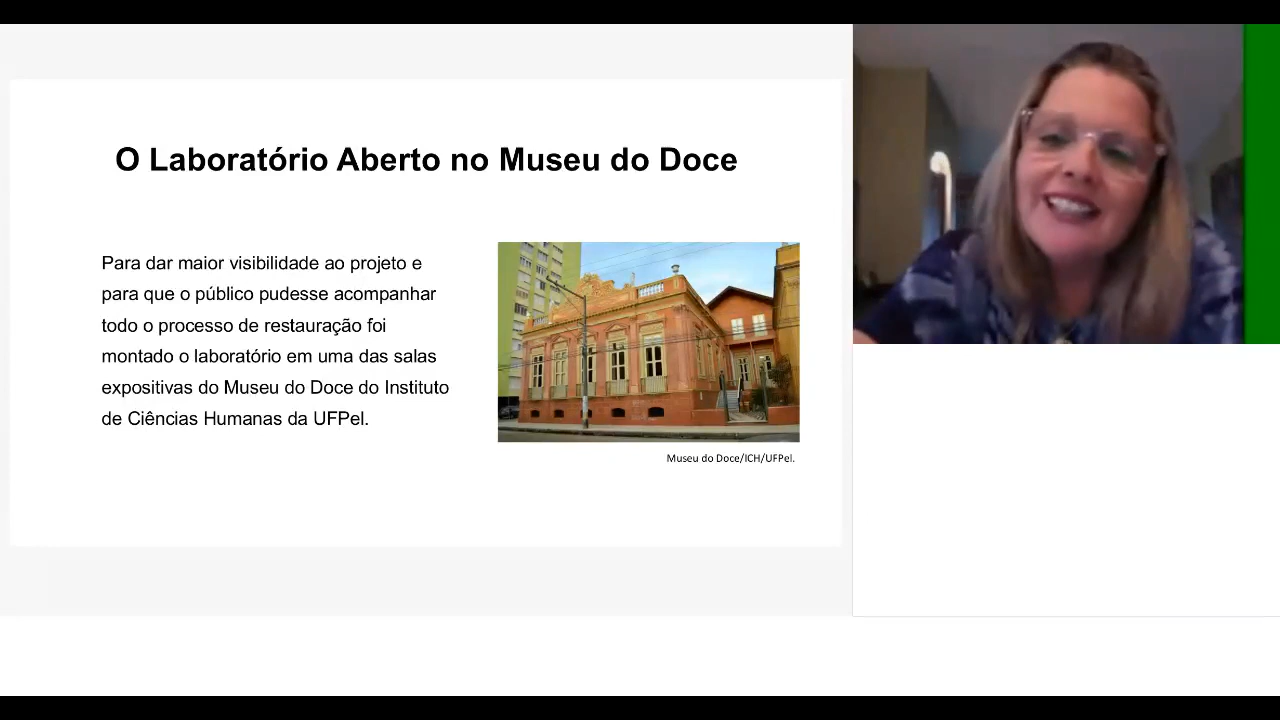 O Laboratório Aberto no Museu do Doce
Para dar maior visibilidade ao projeto e
para que o público pudesse acompanhar
todo o processo de restauração foi
montado o laboratório em uma das salas
expositivas do Museu do Doce do Instituto
de Ciências Humanas da UFPel.
Museu do Doce/ICH/UFPel.